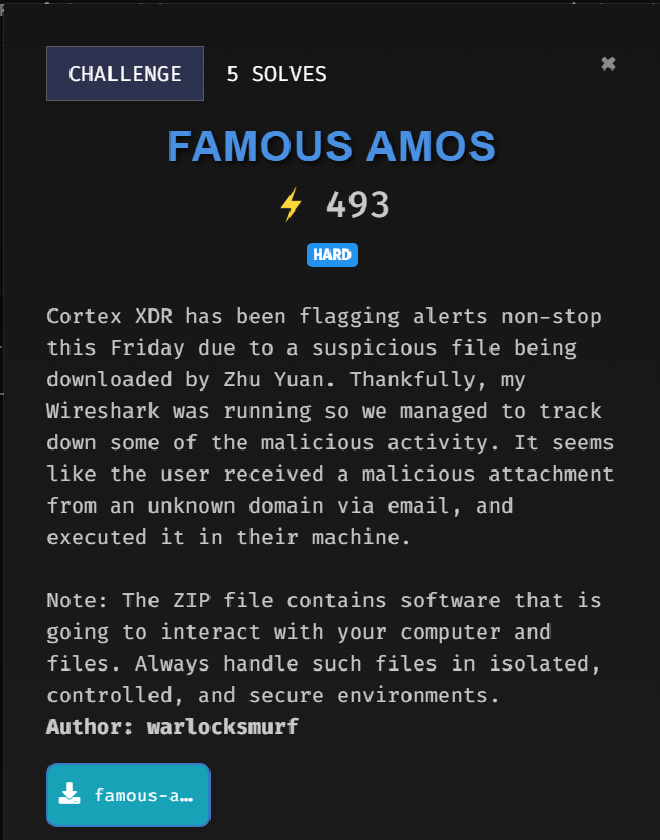 CHALLENGE 5 SOLVES ✖
FAMOUS AMOS
⚡ 493
HARD
Cortex XDR has been flagging alerts non-stop
this Friday due to a suspicious file being
downloaded by Zhu Yuan. Thankfully, my
Wireshark was running so we managed to track
down some of the malicious activity. It seems
like the user received a malicious attachment
from an unknown domain via email, and
executed it in their machine.
Note: The ZIP file contains software that is
going to interact with your computer and
files. Always handle such files in isolated,
controlled, and secure environments.
Author: warlocksmurf
famous-a…